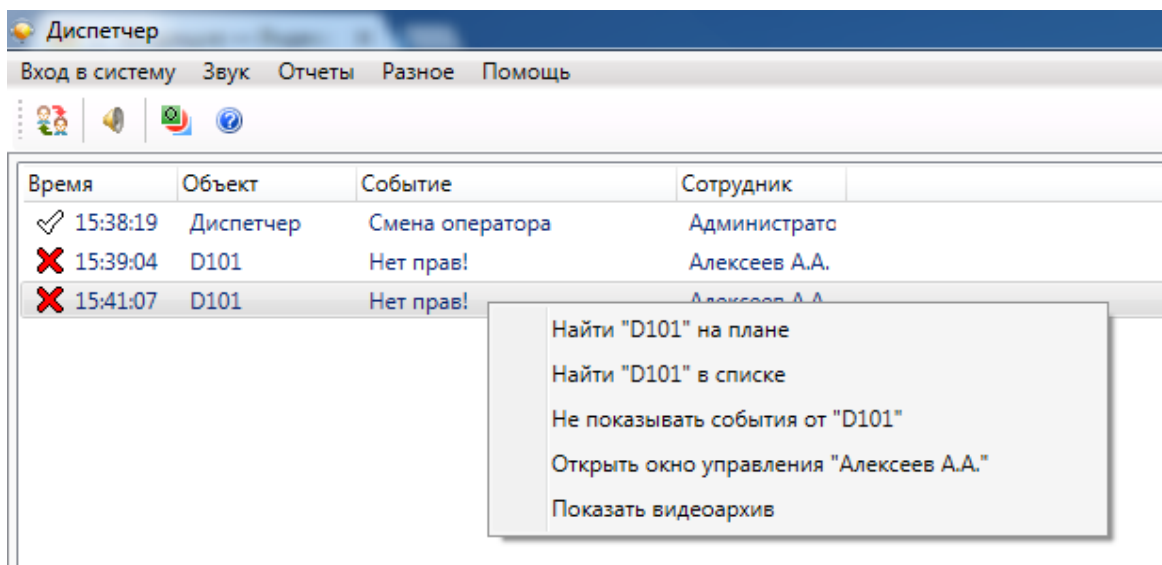 Диспетчер
Вход в систему Звук Отчеты Разное Помощь
Время Объект Событие Сотрудник
15:38:19 Диспетчер Смена оператора Администрато
15:39:04 D101 Нет прав! Алексеев А.А.
15:41:07 D101 Нет прав! Алексеев А.А.
Найти "D101" на плане
Найти "D101" в списке
Не показывать события от "D101"
Открыть окно управления "Алексеев А.А."
Показать видеоархив